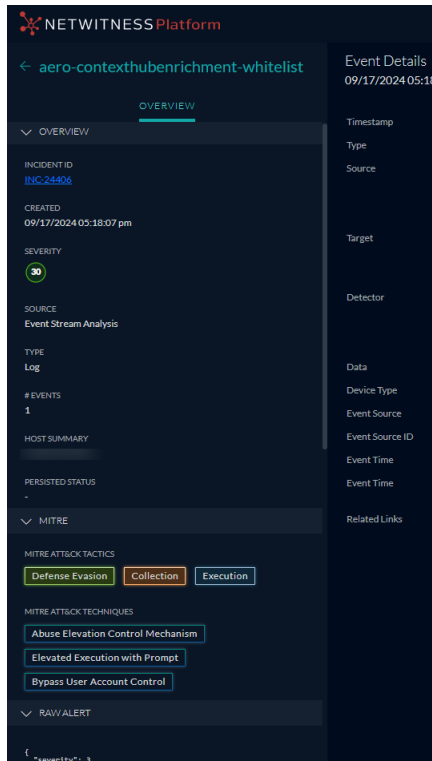 NETWITNESS Platform
← aero-contexthubenrichment-whitelist
OVERVIEW
OVERVIEW
INCIDENT ID
INC-24406
CREATED
09/17/2024 05:18:07 pm
SEVERITY
30
SOURCE
Event Stream Analysis
TYPE
Log
# EVENTS
1
HOST SUMMARY
PERSISTED STATUS
-
MITRE
MITRE ATT&CK TACTICS
Defense Evasion
Collection
Execution
MITRE ATT&CK TECHNIQUES
Abuse Elevation Control Mechanism
Elevated Execution with Prompt
Bypass User Account Control
RAW ALERT
{
"severity": 3
Event Details
09/17/2024 05:18
Timestamp
Type
Source
Target
Detector
Data
Device Type
Event Source
Event Source ID
Event Time
Event Time
Related Links